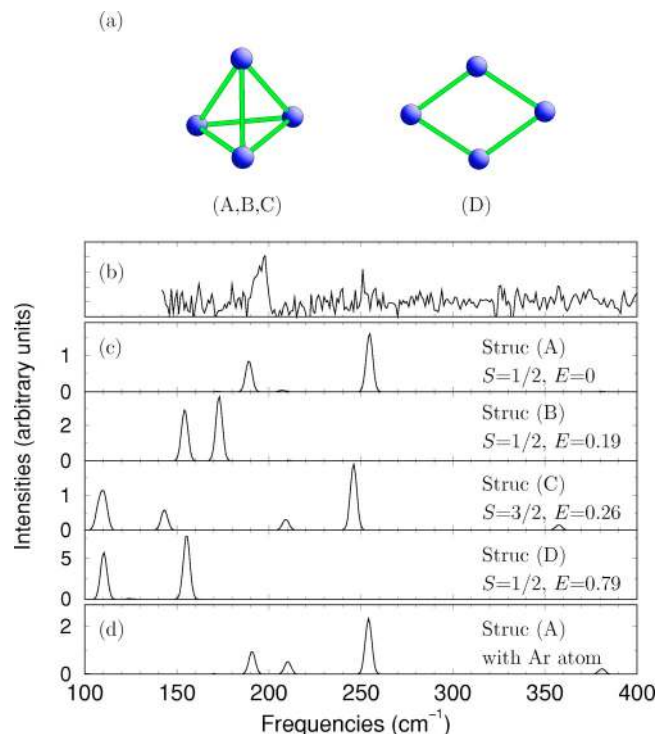 (a)
(A,B,C)
(D)
Intensities (arbitrary units)
(b)
(c)
1
0
Struc (A)
S=1/2, E=0
2
0
Struc (B)
S=1/2, E=0.19
1
0
Struc (C)
S=3/2, E=0.26
5
0
Struc (D)
S=1/2, E=0.79
(d)
2
0
Struc (A)
with Ar atom
100 150 200 250 300 350 400
Frequencies (cm⁻¹)